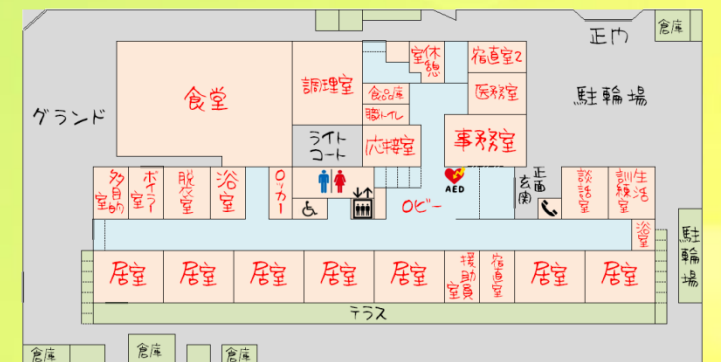 正門
倉庫
休憩室
宿直室2
食堂
調理室
食品庫
医務室
駐輪場
グランド
職トイレ
ライトコート
応接室
事務室
多目的室
ボイラー室
脱衣室
浴室
ロッカー
AED
正面玄関
談話室
生活訓練室
ロビー
浴室
駐輪場
居室
居室
居室
居室
居室
援助員室
宿直室
居室
居室
テラス
倉庫
倉庫
倉庫